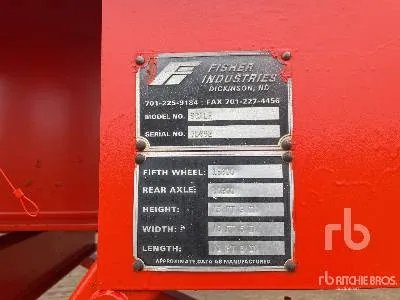 FISHER
INDUSTRIES
DICKINSON, ND
701-225-9184 : FAX 701-227-4456
MODEL NO.
SERIAL NO.
FIFTH WHEEL:
REAR AXLE:
HEIGHT:
WIDTH:
LENGTH:
APPROXIMATE DATA AS MANUFACTURED
rb
rb RITCHIE BROS.